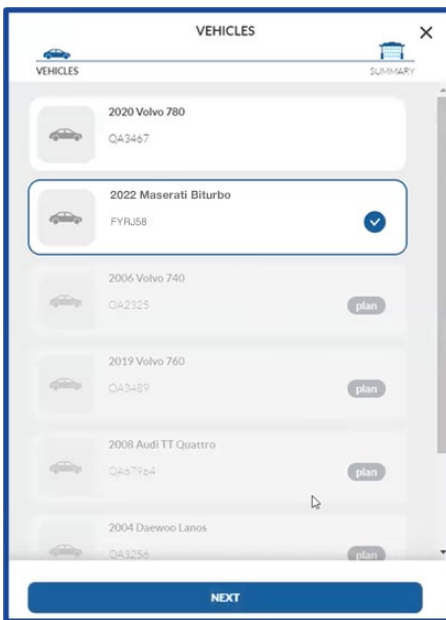 VEHICLES
VEHICLES SUMMARY
2020 Volvo 780
QA3467
2022 Maserati Biturbo
FYRJ58
2006 Volvo 740
QA2325
plan
2019 Volvo 760
QA3489
plan
2008 Audi TT Quattro
QA67964
plan
2004 Daewoo Lanos
QA3256
plan
NEXT